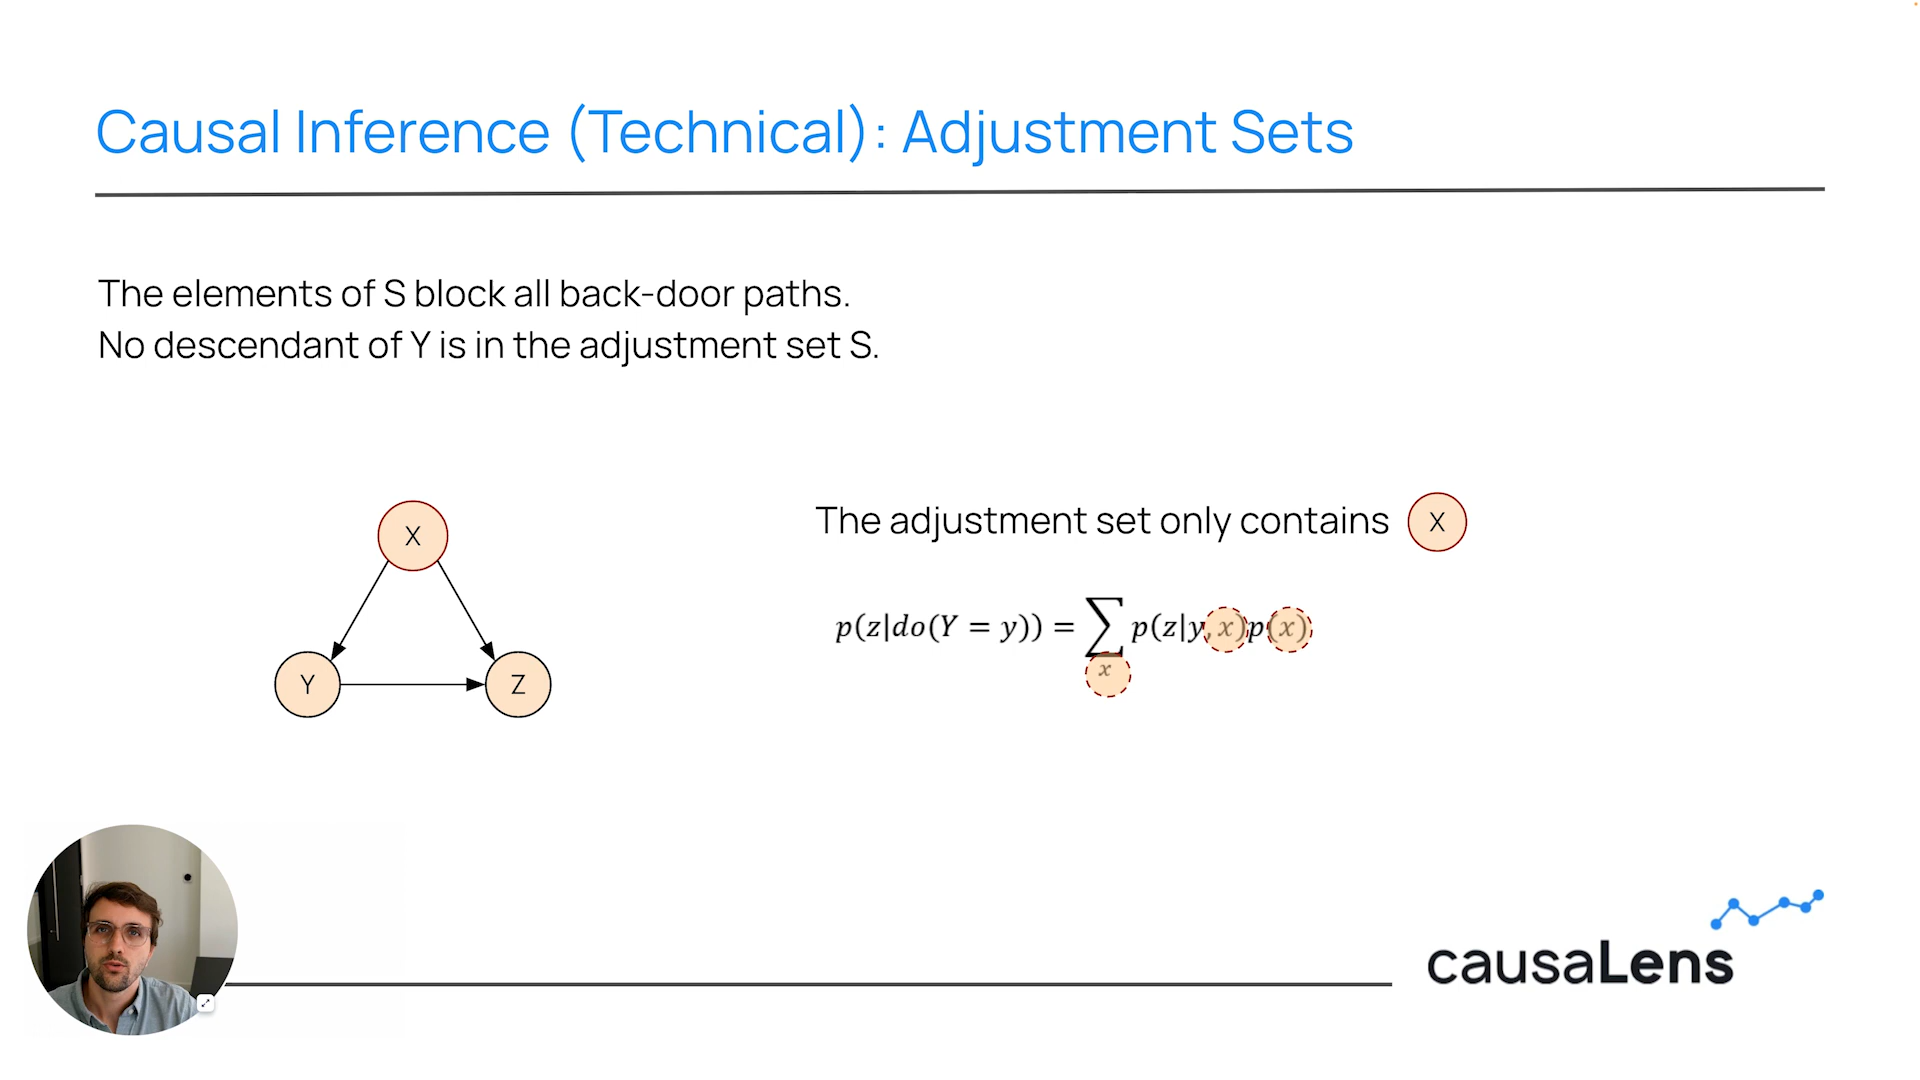 Causal Inference (Technical): Adjustment Sets
The elements of S block all back-door paths.
No descendant of Y is in the adjustment set S.
X
Y
Z
The adjustment set only contains X
p(z|do(Y = y)) = ∑ p(z|y, x)p(x)
x
causaLens